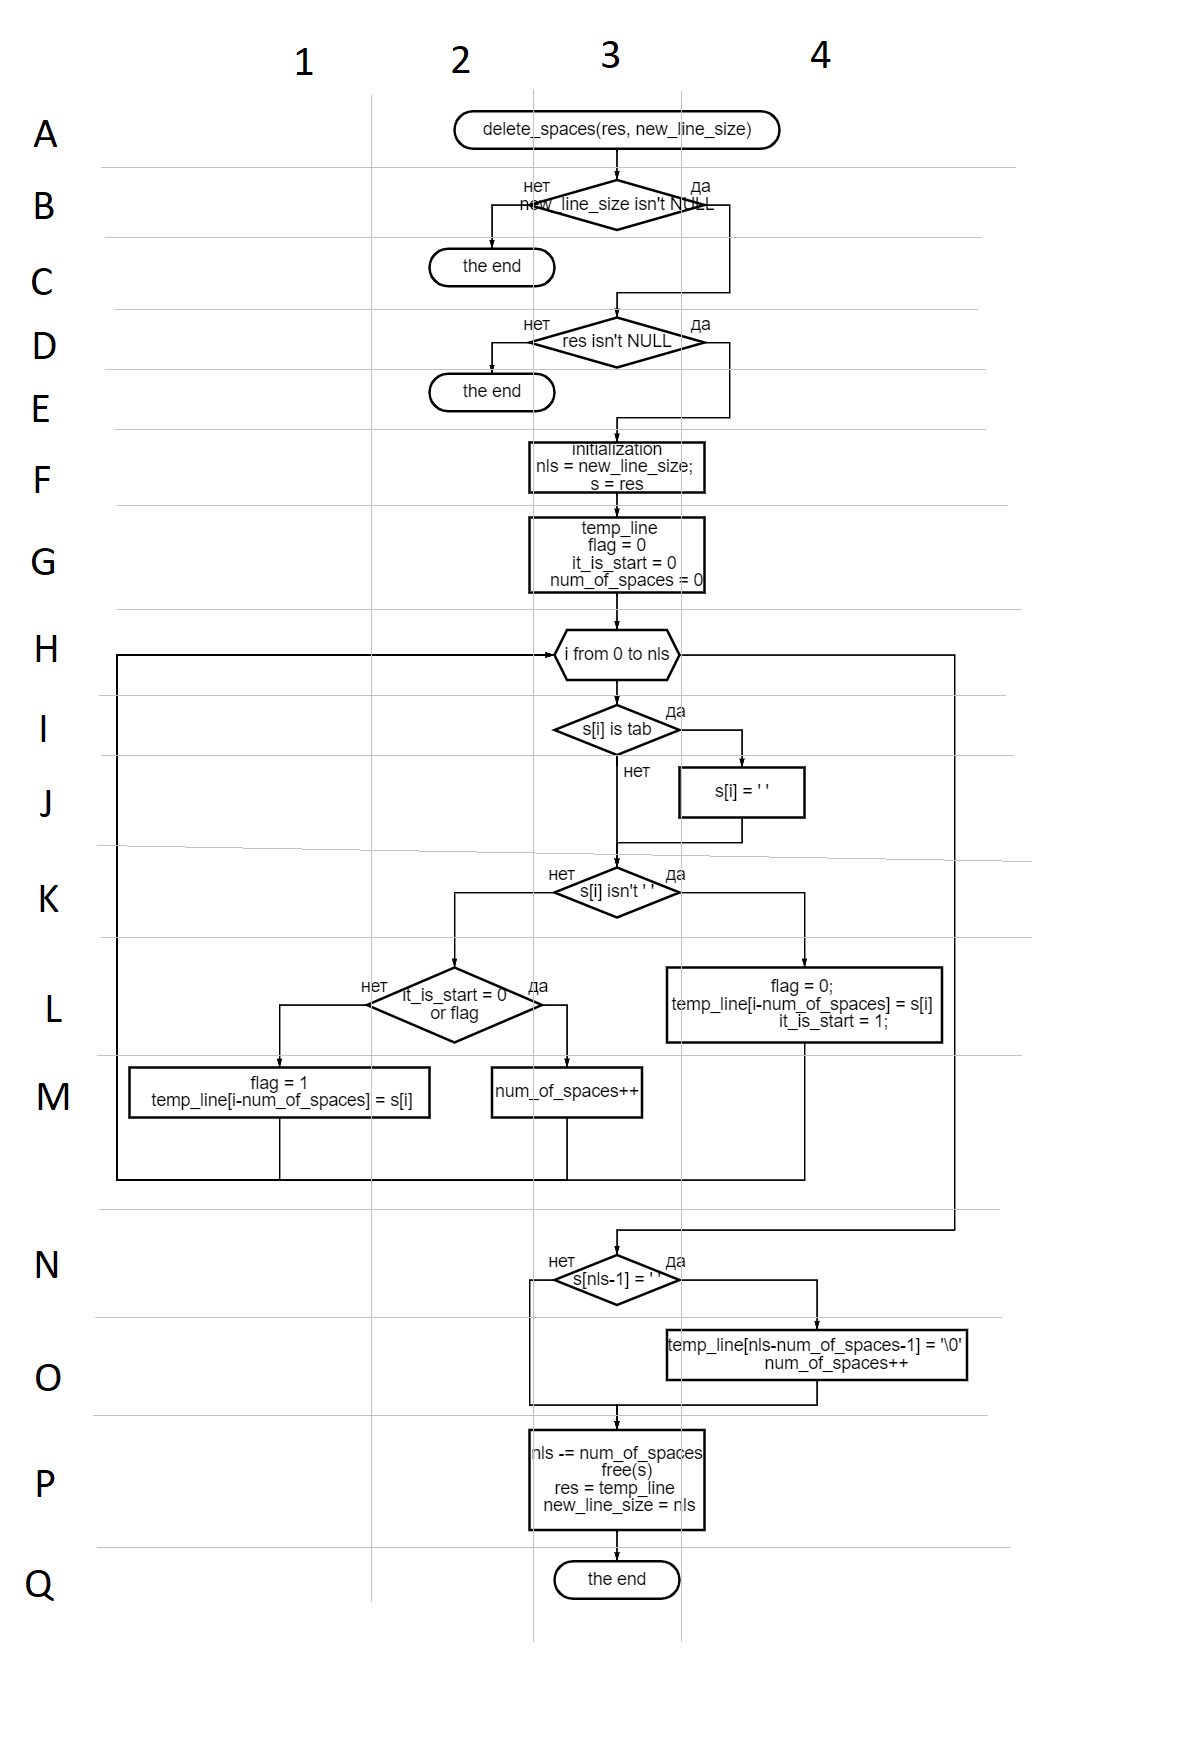 1 2 3 4
A
delete_spaces(res, new_line_size)
B
нет да
new_line_size isn't NULL
C
the end
D
нет да
res isn't NULL
E
the end
F
initialization
nls = new_line_size;
s = res
G
temp_line
flag = 0
it_is_start = 0
num_of_spaces = 0
H
i from 0 to nls
I
да
s[i] is tab
J
нет
s[i] = ' '
K
нет да
s[i] isn't ' '
L
нет да
it_is_start = 0
or flag
flag = 0;
temp_line[i-num_of_spaces] = s[i]
it_is_start = 1;
M
flag = 1
temp_line[i-num_of_spaces] = s[i]
num_of_spaces++
N
нет да
s[nls-1] = ' '
O
temp_line[nls-num_of_spaces-1] = '\0'
num_of_spaces++
P
nls -= num_of_spaces
free(s)
res = temp_line
new_line_size = nls
Q
the end